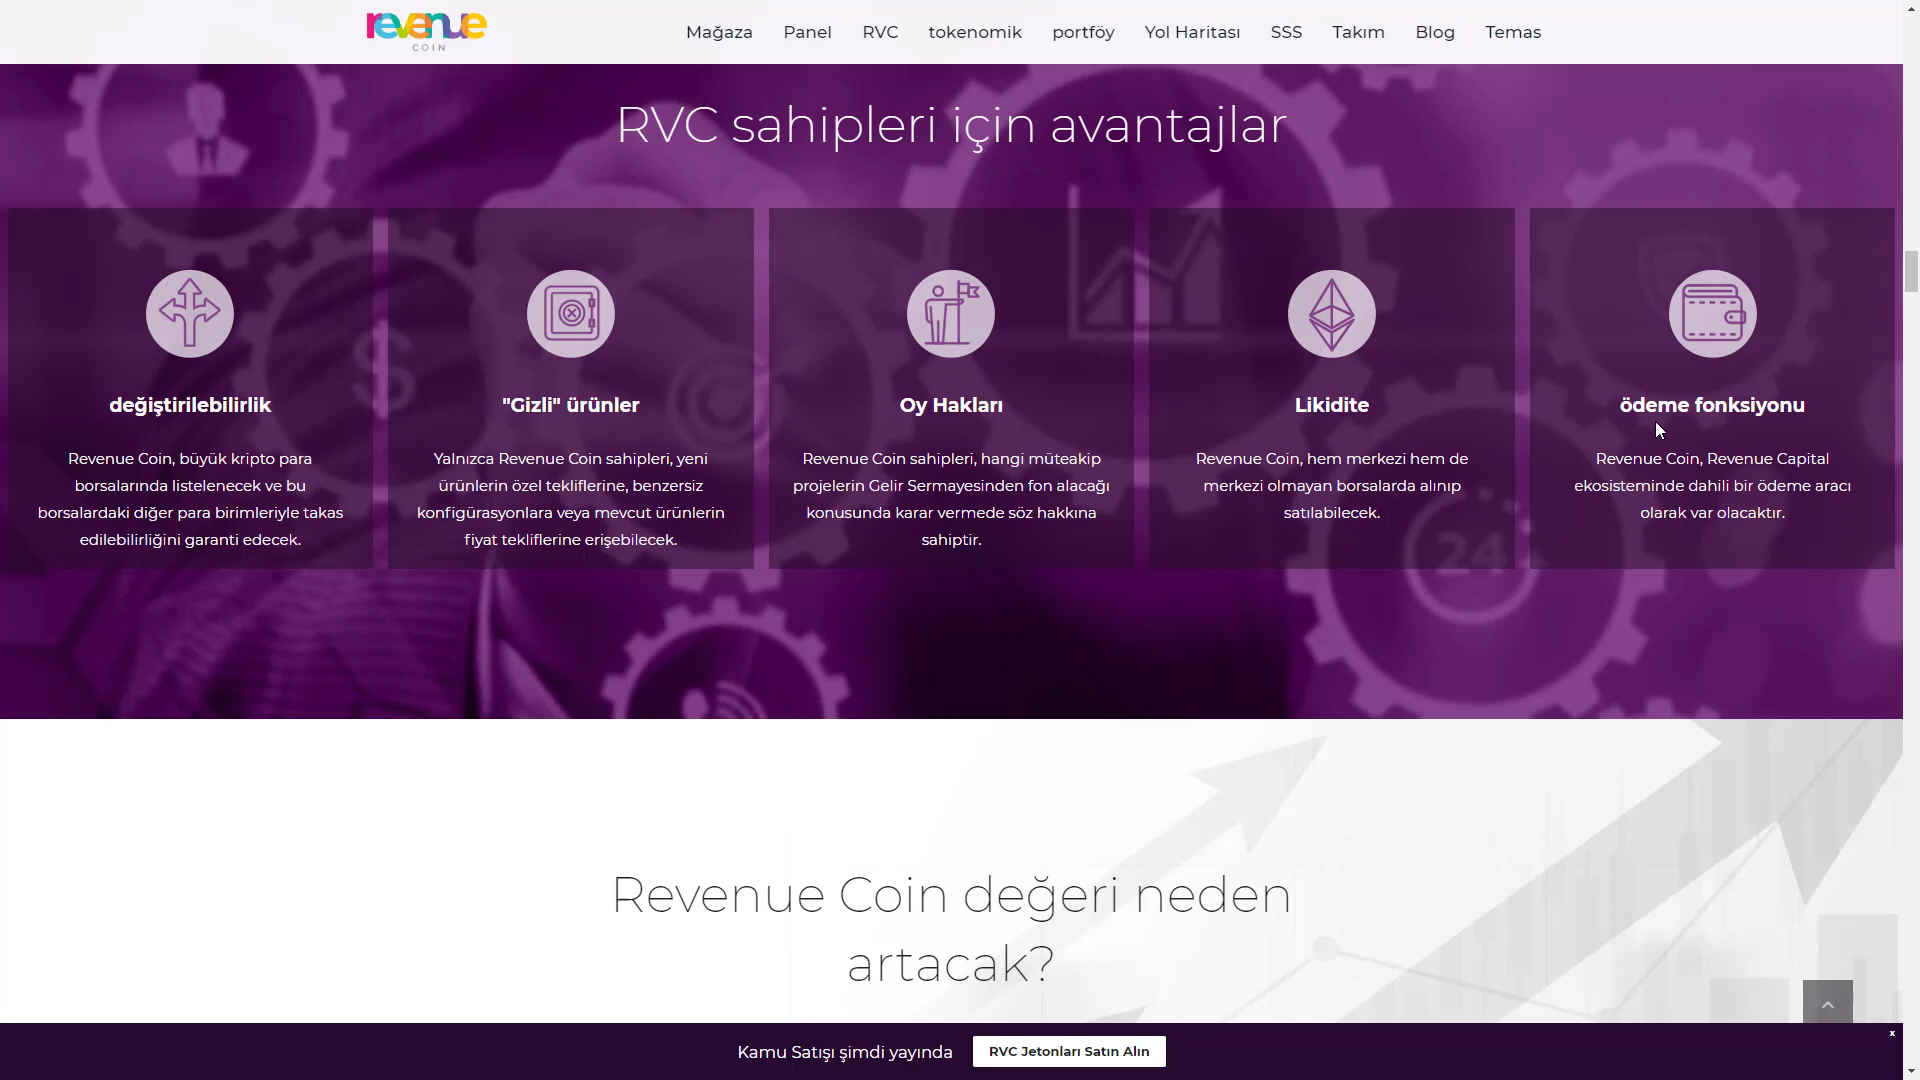 revenue
COIN
Mağaza Panel RVC tokenomik portföy Yol Haritası SSS Takım Blog Temas
RVC sahipleri için avantajlar
değiştirilebilirlik
Revenue Coin, büyük kripto para
borsalarında listelenecek ve bu
borsalardaki diğer para birimleriyle takas
edilebilirliğini garanti edecek.
"Gizli" ürünler
Yalnızca Revenue Coin sahipleri, yeni
ürünlerin özel tekliflerine, benzersiz
konfigürasyonlara veya mevcut ürünlerin
fiyat tekliflerine erişebilecek.
Oy Hakları
Revenue Coin sahipleri, hangi müteakip
projelerin Gelir Sermayesinden fon alacağı
konusunda karar vermede söz hakkına
sahiptir.
Likidite
Revenue Coin, hem merkezi hem de
merkezi olmayan borsalarda alınıp
satılabilecek.
ödeme fonksiyonu
Revenue Coin, Revenue Capital
ekosisteminde dahili bir ödeme aracı
olarak var olacaktır.
$
24
Revenue Coin değeri neden
artacak?
x
Kamu Satışı şimdi yayında RVC Jetonları Satın Alın